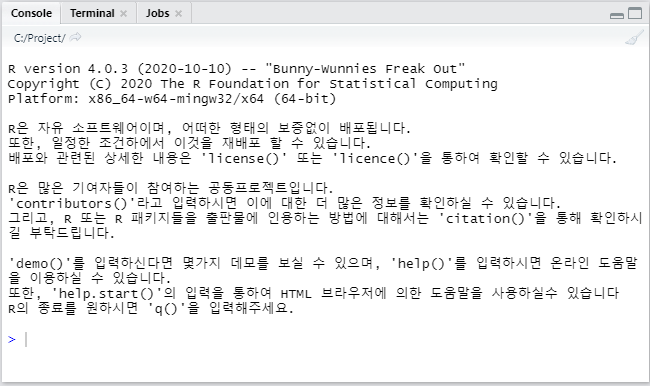 Console Terminal Jobs
C:/Project/
R version 4.0.3 (2020-10-10) -- "Bunny-Wunnies Freak Out"
Copyright (C) 2020 The R Foundation for Statistical Computing
Platform: x86_64-w64-mingw32/x64 (64-bit)
R은 자유 소프트웨어이며, 어떠한 형태의 보증없이 배포됩니다.
또한, 일정한 조건하에서 이것을 재배포 할 수 있습니다.
배포와 관련된 상세한 내용은 'license()' 또는 'licence()'을 통하여 확인할 수 있습니다.
R은 많은 기여자들이 참여하는 공동프로젝트입니다.
'contributors()'라고 입력하시면 이에 대한 더 많은 정보를 확인하실 수 있습니다.
그리고, R 또는 R 패키지들을 출판물에 인용하는 방법에 대해서는 'citation()'을 통해 확인하시
길 부탁드립니다.
'demo()'를 입력하신다면 몇가지 데모를 보실 수 있으며, 'help()'를 입력하시면 온라인 도움말
을 이용하실 수 있습니다.
또한, 'help.start()'의 입력을 통하여 HTML 브라우저에 의한 도움말을 사용하실수 있습니다
R의 종료를 원하시면 'q()'을 입력해주세요.
>